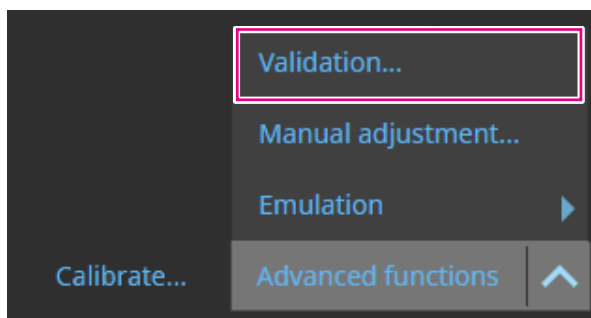 Validation...
Manual adjustment...
Emulation
Calibrate... Advanced functions